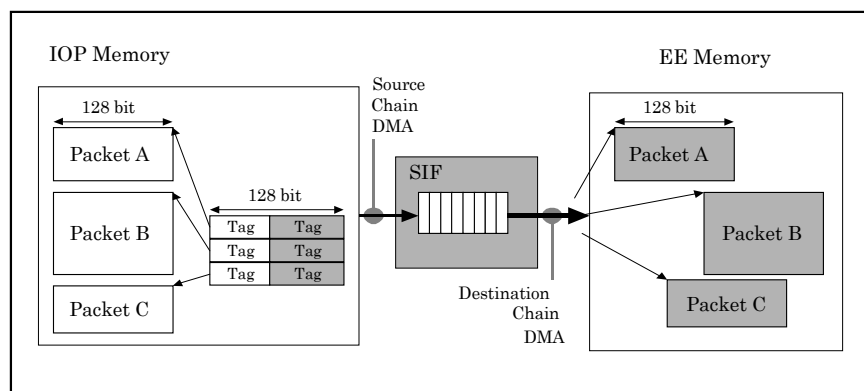 IOP Memory
128 bit
Packet A
Packet B
Packet C
128 bit
Tag Tag
Tag Tag
Tag Tag
Source
Chain
DMA
SIF
Destination
Chain
DMA
EE Memory
128 bit
Packet A
Packet B
Packet C